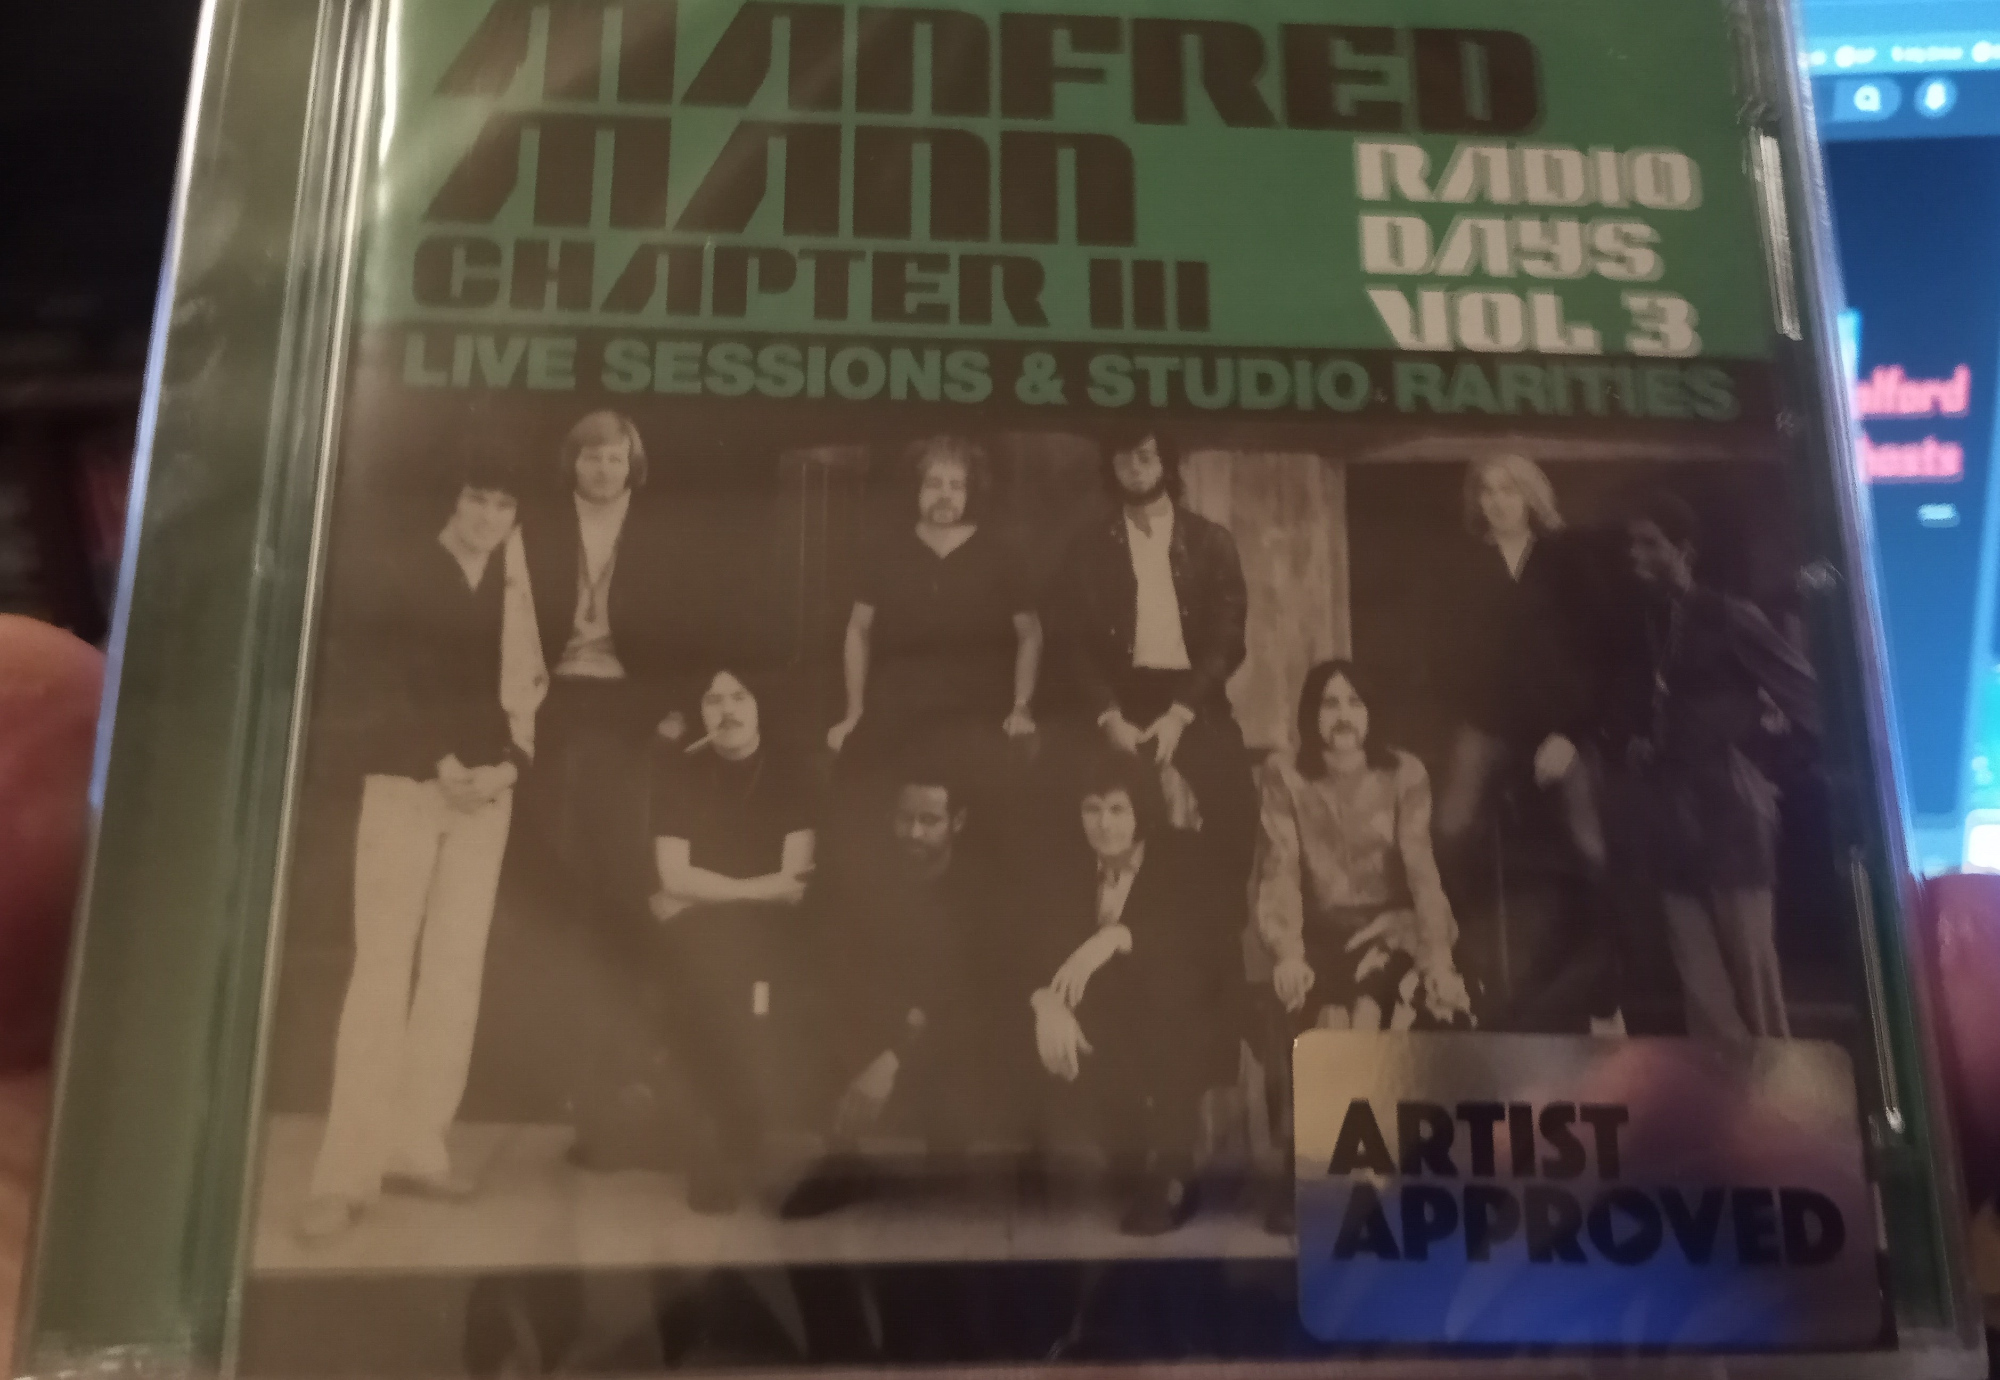 MANFRED
MANN
CHAPTER III
RADIO
DAYS
VOL 3
LIVE SESSIONS & STUDIO RARITIES
ARTIST
APPROVED